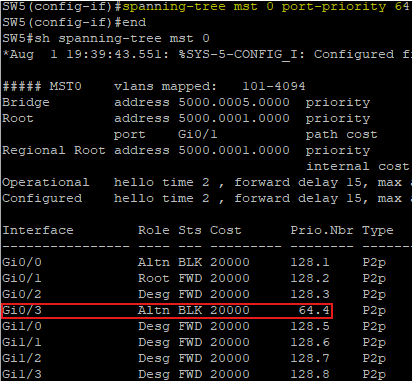 SW5(config-if)#spanning-tree mst 0 port-priority 64
SW5(config-if)#end
SW5#sh spanning-tree mst 0
*Aug  1 19:39:43.551: %SYS-5-CONFIG_I: Configured f
##### MST0    vlans mapped:   101-4094
Bridge        address 5000.0005.0000  priority
Root          address 5000.0001.0000  priority
              port    Gi0/1           path cost
Regional Root address 5000.0001.0000  priority
                                      internal cost
Operational   hello time 2 , forward delay 15, max a
Configured    hello time 2 , forward delay 15, max a
Interface        Role Sts Cost      Prio.Nbr Type
---------------- ---- --- --------- -------- -------
Gi0/0            Altn BLK 20000     128.1    P2p
Gi0/1            Root FWD 20000     128.2    P2p
Gi0/2            Desg FWD 20000     128.3    P2p
Gi0/3            Altn BLK 20000      64.4    P2p
Gi1/0            Desg FWD 20000     128.5    P2p
Gi1/1            Desg FWD 20000     128.6    P2p
Gi1/2            Desg FWD 20000     128.7    P2p
Gi1/3            Desg FWD 20000     128.8    P2p